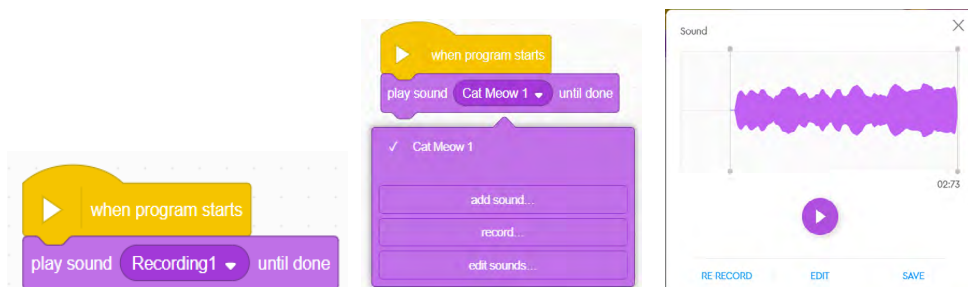 when program starts
play sound Recording1 until done
when program starts
play sound Cat Meow 1 until done
✓ Cat Meow 1
add sound...
record...
edit sounds...
Sound
02:73
RE RECORD EDIT SAVE